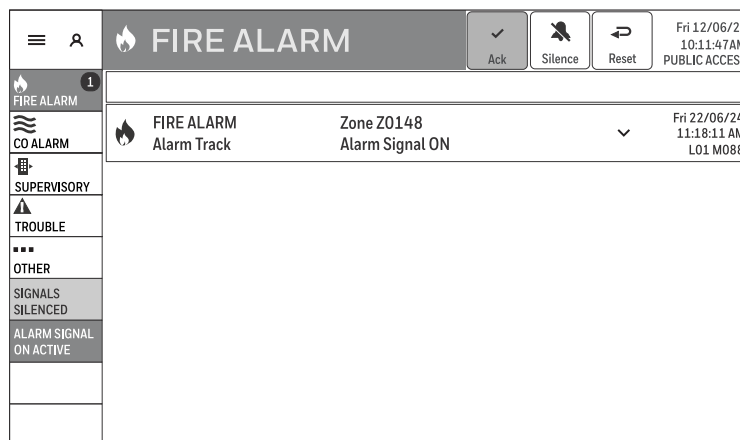 FIRE ALARM
Ack
Silence
Reset
Fri 12/06/2
10:11:47AM
PUBLIC ACCES
1
FIRE ALARM
CO ALARM
SUPERVISORY
TROUBLE
OTHER
SIGNALS
SILENCED
ALARM SIGNAL
ON ACTIVE
FIRE ALARM Zone Z0148 Fri 22/06/24
Alarm Track Alarm Signal ON 11:18:11 AM
L01 M088